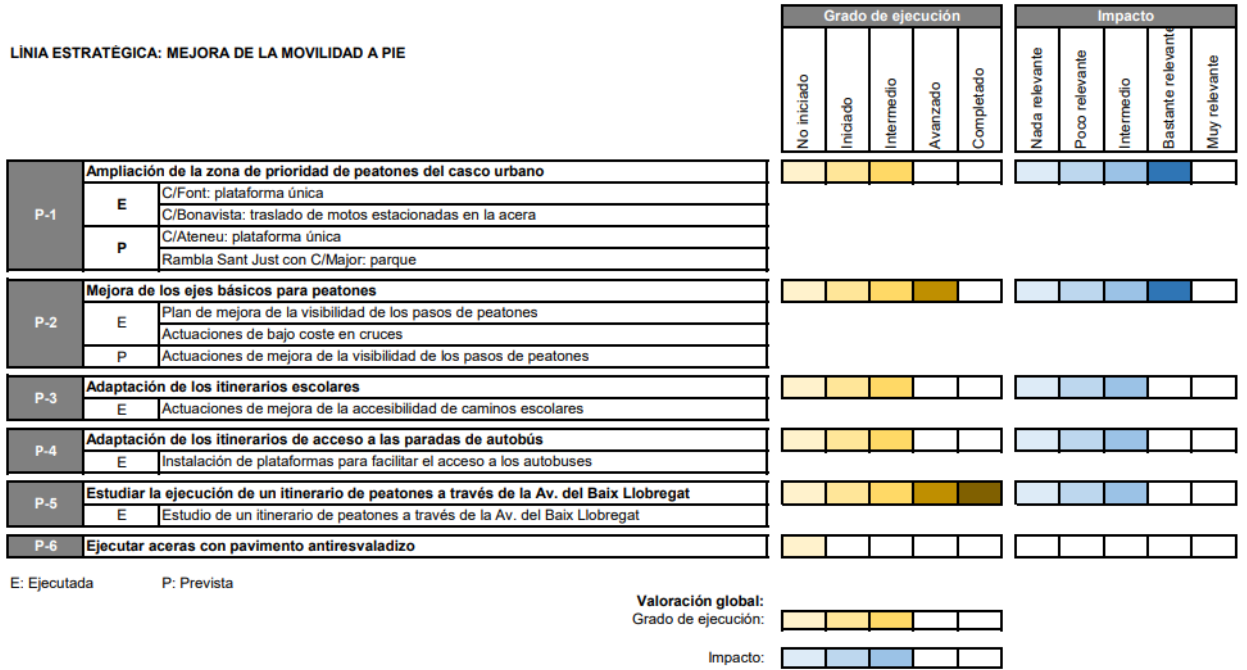 Grado de ejecución
Impacto
LÍNIA ESTRATÉGICA: MEJORA DE LA MOVILIDAD A PIE
No iniciado
Iniciado
Intermedio
Avanzado
Completado
Nada relevante
Poco relevante
Intermedio
Bastante relevante
Muy relevante
P-1
Ampliación de la zona de prioridad de peatones del casco urbano
E
C/Font: plataforma única
C/Bonavista: traslado de motos estacionadas en la acera
P
C/Ateneu: plataforma única
Rambla Sant Just con C/Major: parque
P-2
Mejora de los ejes básicos para peatones
E
Plan de mejora de la visibilidad de los pasos de peatones
Actuaciones de bajo coste en cruces
P
Actuaciones de mejora de la visibilidad de los pasos de peatones
P-3
Adaptación de los itinerarios escolares
E
Actuaciones de mejora de la accesibilidad de caminos escolares
P-4
Adaptación de los itinerarios de acceso a las paradas de autobús
E
Instalación de plataformas para facilitar el acceso a los autobuses
P-5
Estudiar la ejecución de un itinerario de peatones a través de la Av. del Baix Llobregat
E
Estudio de un itinerario de peatones a través de la Av. del Baix Llobregat
P-6
Ejecutar aceras con pavimento antiresvaladizo
E: Ejecutada
P: Prevista
Valoración global:
Grado de ejecución:
Impacto: